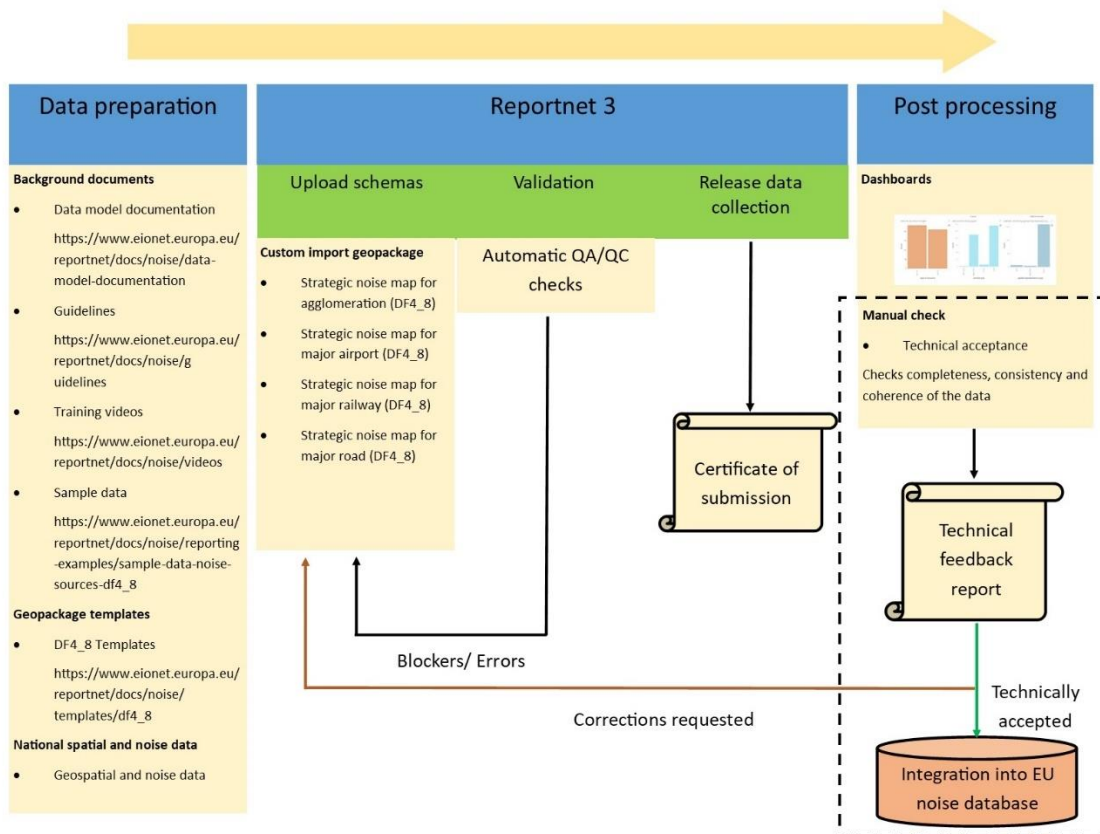 Data preparation
Background documents
• Data model documentation
https://www.eionet.europa.eu/
reportnet/docs/noise/data-
model-documentation
• Guidelines
https://www.eionet.europa.eu/
reportnet/docs/noise/g
uidelines
• Training videos
https://www.eionet.europa.eu/
reportnet/docs/noise/videos
• Sample data
https://www.eionet.europa.eu/
reportnet/docs/noise/reporting
-examples/sample-data-noise-
sources-df4_8
Geopackage templates
• DF4_8 Templates
https://www.eionet.europa.eu/
reportnet/docs/noise/
templates/df4_8
National spatial and noise data
• Geospatial and noise data
Reportnet 3
Upload schemas
Custom import geopackage
• Strategic noise map for
agglomeration (DF4_8)
• Strategic noise map for
major airport (DF4_8)
• Strategic noise map for
major railway (DF4_8)
• Strategic noise map for
major road (DF4_8)
Validation
Automatic QA/QC
checks
Release data
collection
Certificate of
submission
Blockers/ Errors
Corrections requested
Post processing
Dashboards
Manual check
• Technical acceptance
Checks completeness, consistency and
coherence of the data
Technical
feedback
report
Technically
accepted
Integration into EU
noise database